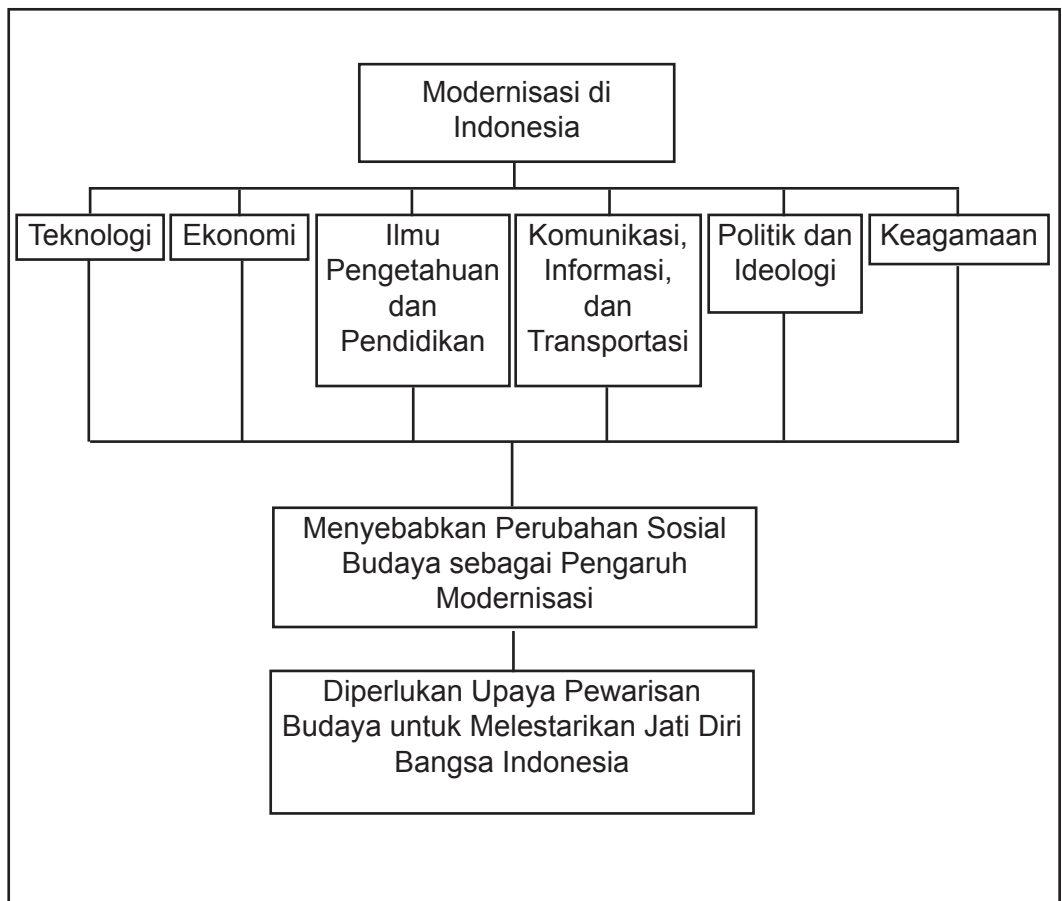 Modernisasi di
Indonesia
Teknologi
Ekonomi
Ilmu
Pengetahuan
dan
Pendidikan
Komunikasi,
Informasi,
dan
Transportasi
Politik dan
Ideologi
Keagamaan
Menyebabkan Perubahan Sosial
Budaya sebagai Pengaruh
Modernisasi
Diperlukan Upaya Pewarisan
Budaya untuk Melestarikan Jati Diri
Bangsa Indonesia